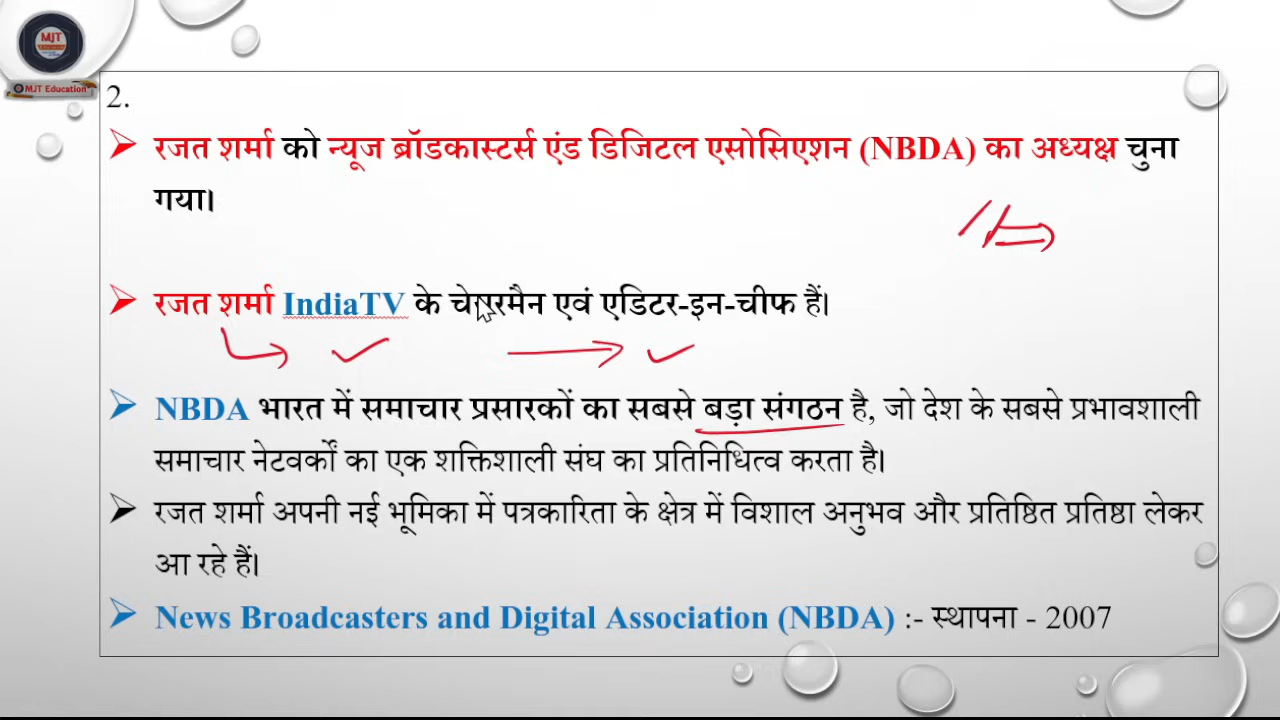 MJT
MJT Education
2.
रजत शर्मा को न्यूज ब्रॉडकास्टर्स एंड डिजिटल एसोसिएशन (NBDA) का अध्यक्ष चुना
गया।
रजत शर्मा IndiaTV के चेयरमैन एवं एडिटर-इन-चीफ हैं।
NBDA भारत में समाचार प्रसारकों का सबसे बड़ा संगठन है, जो देश के सबसे प्रभावशाली
समाचार नेटवर्कों का एक शक्तिशाली संघ का प्रतिनिधित्व करता है।
रजत शर्मा अपनी नई भूमिका में पत्रकारिता के क्षेत्र में विशाल अनुभव और प्रतिष्ठित प्रतिष्ठा लेकर
आ रहे हैं।
News Broadcasters and Digital Association (NBDA) :- स्थापना - 2007